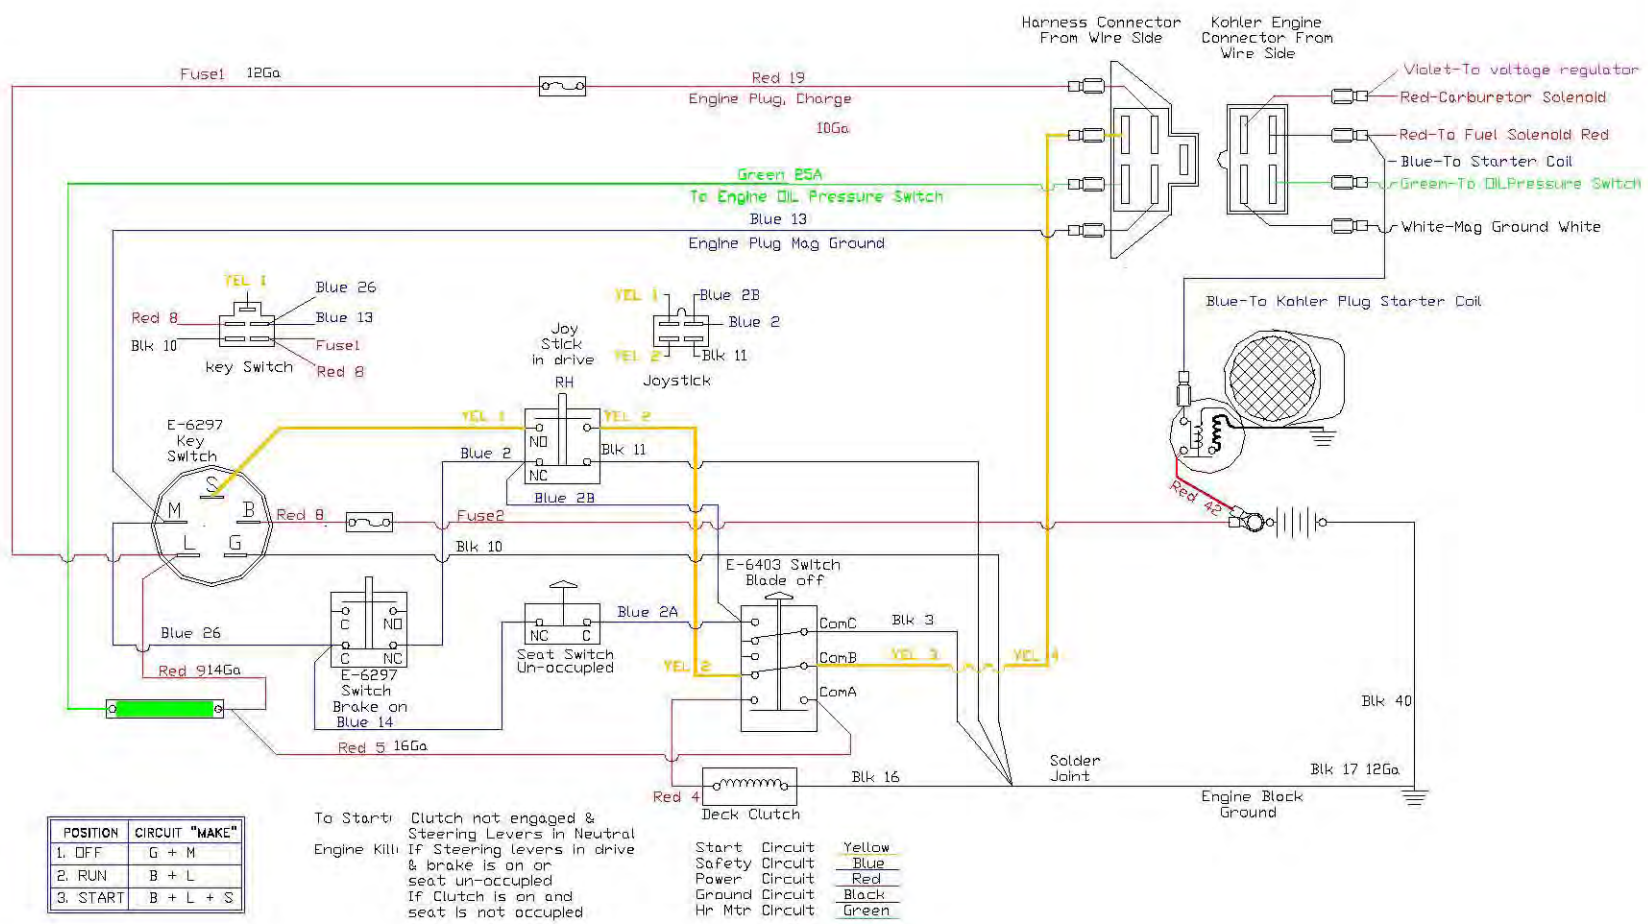 Harness Connector
From Wire Side
Kohler Engine
Connector From
Wire Side
Fuse1 12Ga
Red 19
Engine Plug, Charge
10Ga
Violet-To voltage regulator
Red-Carburetor Solenoid
Red-To Fuel Solenoid Red
Blue-To Starter Coil
Green-To OILPressure Switch
White-Mag Ground White
Green 25A
To Engine OIL Pressure Switch
Blue 13
Engine Plug Mag Ground
YEL 1
Blue 26
Red 8
Blue 13
Blk 10
Fuse1
key Switch
Red 8
Joy
Stick
in drive
RH
YEL 1
Blue 2B
Blue 2
YEL 2
Blk 11
Joystick
Blue-To Kohler Plug Starter Coil
E-6297
Key
Switch
S
M
B
L
G
YEL 1
YEL 2
NO
NC
Blue 2
Blk 11
Blue 2B
Red 8
Fuse2
Blk 10
Red 42
E-6403 Switch
Blade off
C
NO
C
NC
Blue 26
E-6297
Switch
Brake on
Blue 14
NC
C
Seat Switch
Un-occupied
Blue 2A
YEL 2
ComC
ComB
ComA
Blk 3
YEL 3
YEL 4
Red 914Ga
Red 5 16Ga
Red 4
Deck Clutch
Blk 16
Solder
Joint
Blk 40
Blk 17 12Ga
Engine Block
Ground
POSITION CIRCUIT "MAKE"
1. OFF G + M
2. RUN B + L
3. START B + L + S
To Start: Clutch not engaged &
Steering Levers in Neutral
Engine Kill: If Steering levers in drive
& brake is on or
seat un-occupied
If Clutch is on and
seat is not occupied
Start Circuit Yellow
Safety Circuit Blue
Power Circuit Red
Ground Circuit Black
Hr Mtr Circuit Green